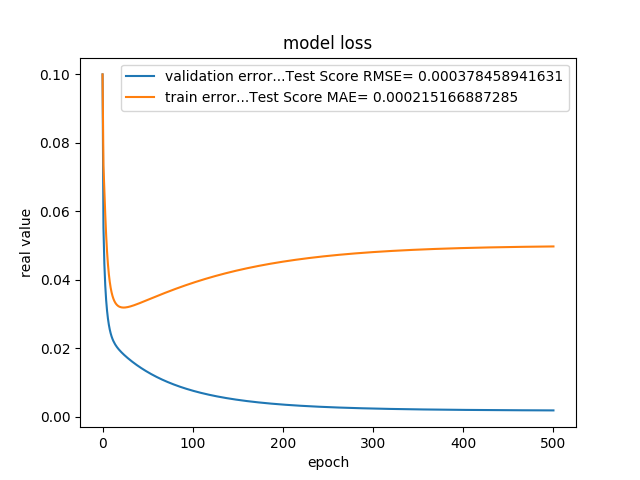 model loss
validation error...Test Score RMSE= 0.000378458941631
train error...Test Score MAE= 0.000215166887285
real value
0.10
0.08
0.06
0.04
0.02
0.00
0 100 200 300 400 500
epoch